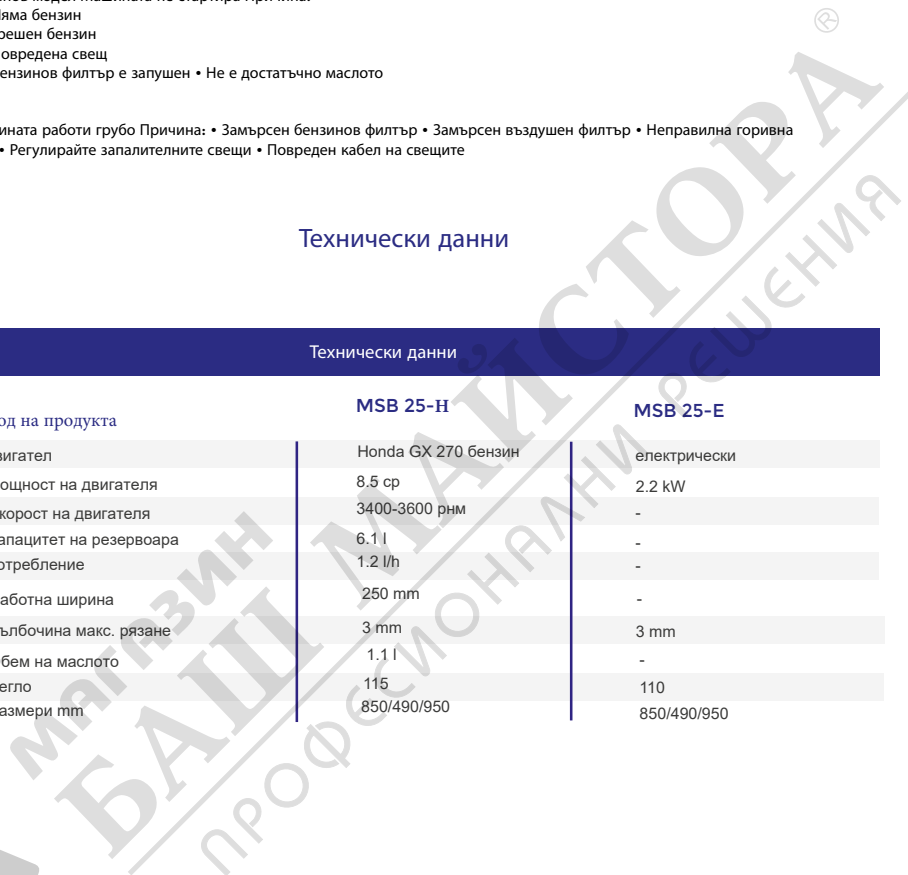 Няма бензин
решен бензин
овредена свещ
ензинов филтър е запушен • Не е достатъчно маслото
ината работи грубо Причина: • Замърсен бензинов филтър • Замърсен въздушен филтър • Неправилна горивна
• Регулирайте запалителните свещи • Повреден кабел на свещите
Технически данни
Технически данни
од на продукта MSB 25-H MSB 25-E
вигател Honda GX 270 бензин електрически
ощност на двигателя 8.5 ср 2.2 kW
корост на двигателя 3400-3600 рнм -
апацитет на резервоара 6.1 l -
отребление 1.2 l/h -
аботна ширина 250 mm -
ълбочина макс. рязане 3 mm 3 mm
бем на маслото 1.1 l -
егло 115 110
азмери mm 850/490/950 850/490/950
МАГАЗИН
БАШ МАЙСТОРА ®
ПРОФЕСИОНАЛНИ РЕШЕНИЯ